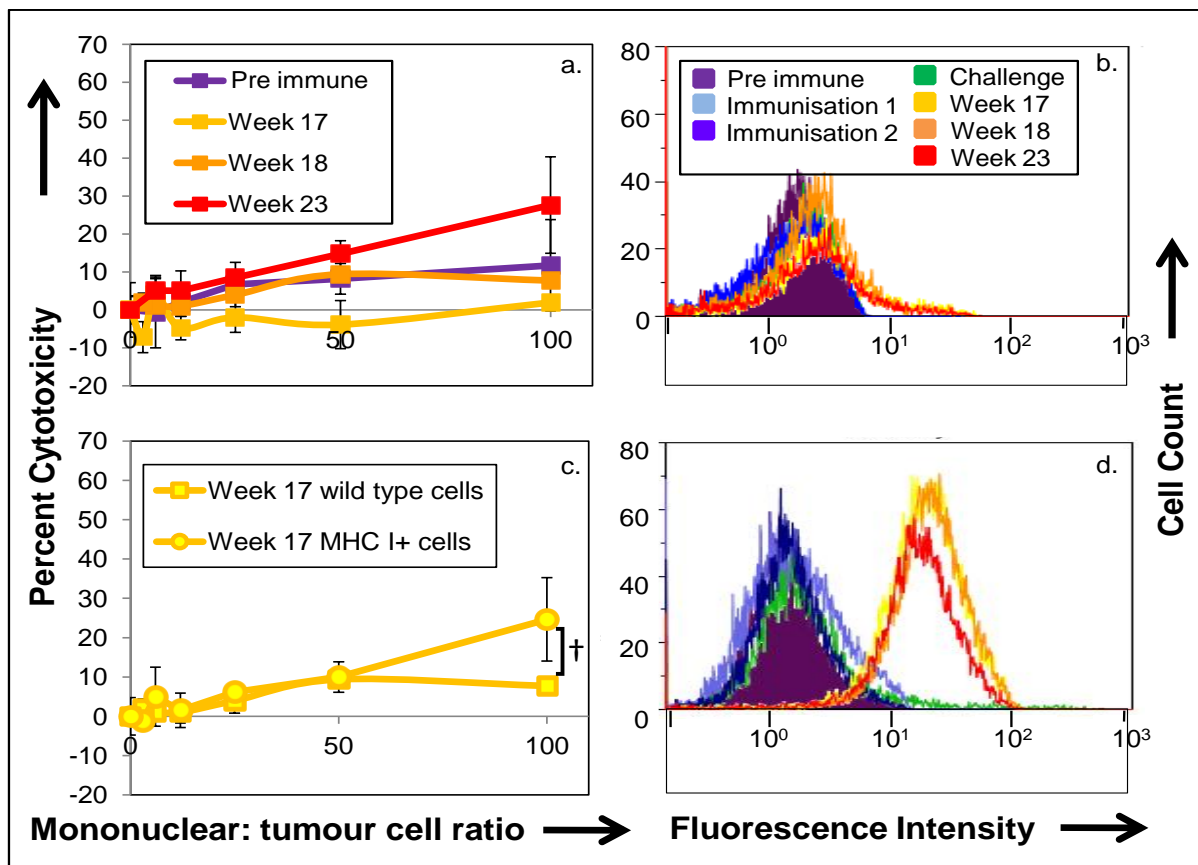 Percent Cytotoxicity
70
60
50
40
30
20
10
0
-10
-20
a.
Pre immune
Week 17
Week 18
Week 23
0
50
100
80
60
40
20
0
b.
Pre immune
Immunisation 1
Immunisation 2
Challenge
Week 17
Week 18
Week 23
10⁰
10¹
10²
10³
70
60
50
40
30
20
10
0
-10
-20
c.
Week 17 wild type cells
Week 17 MHC I+ cells
†
0
50
100
80
60
40
20
0
d.
10⁰
10¹
10²
10³
Cell Count
Mononuclear: tumour cell ratio
Fluorescence Intensity